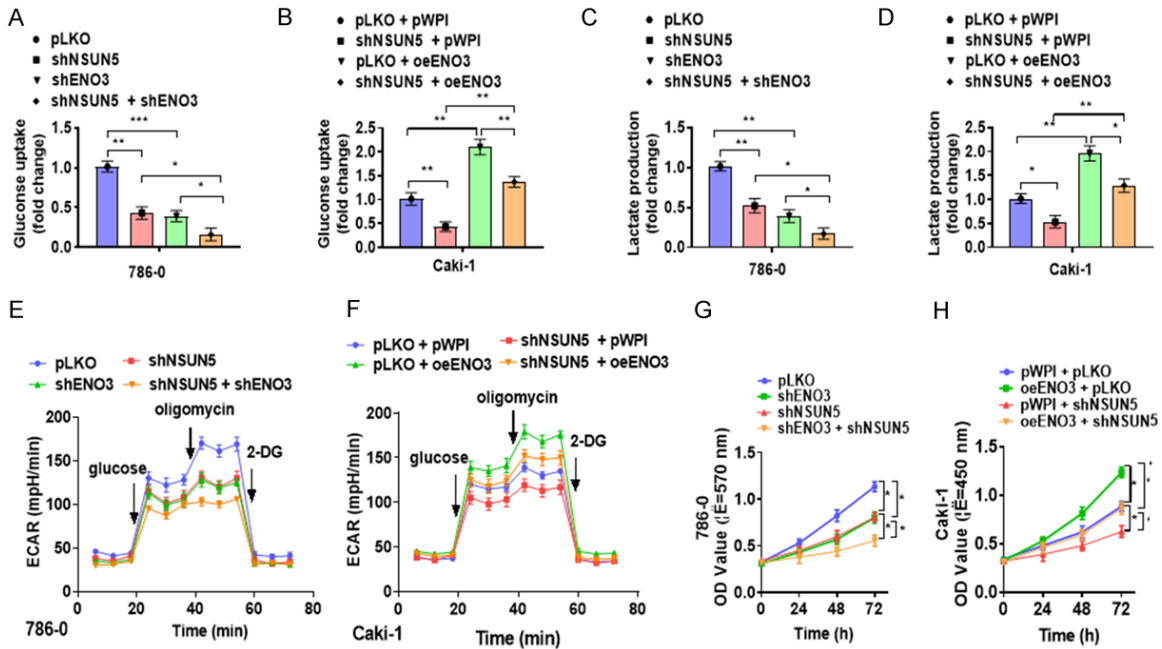 A
pLKO
shNSUN5
shENO3
shNSUN5 + shENO3
***
**
*
*
1.5
1.0
0.5
0.0
Gluconse uptake
(fold change)
786-0
B
pLKO + pWPI
shNSUN5 + pWPI
pLKO + oeENO3
shNSUN5 + oeENO3
**
**
**
**
2.5
2.0
1.5
1.0
0.5
0.0
Gluconse uptake
(fold change)
Caki-1
C
pLKO
shNSUN5
shENO3
shNSUN5 + shENO3
**
**
*
*
1.5
1.0
0.5
0.0
Lactate production
(fold change)
786-0
D
pLKO + pWPI
shNSUN5 + pWPI
pLKO + oeENO3
shNSUN5 + oeENO3
**
**
*
*
2.5
2.0
1.5
1.0
0.5
0.0
Lactate production
(fold change)
Caki-1
E
pLKO
shNSUN5
shENO3
shNSUN5 + shENO3
oligomycin
glucose
2-DG
200
150
100
50
0
ECAR (mpH/min)
0 20 40 60 80
Time (min)
786-0
F
pLKO + pWPI
shNSUN5 + pWPI
pLKO + oeENO3
shNSUN5 + oeENO3
oligomycin
glucose
2-DG
200
150
100
50
0
ECAR (mpH/min)
0 20 40 60 80
Time (min)
Caki-1
G
pLKO
shENO3
shNSUN5
shENO3 + shNSUN5
1.5
1.0
0.5
0.0
786-0
OD Value (¦Ë=570 nm)
*
*
*
*
0 24 48 72
Time (h)
H
pWPI + pLKO
oeENO3 + pLKO
pWPI + shNSUN5
oeENO3 + shNSUN5
1.5
1.0
0.5
0.0
Caki-1
OD Value (¦Ë=450 nm)
*
*
*
*
0 24 48 72
Time (h)